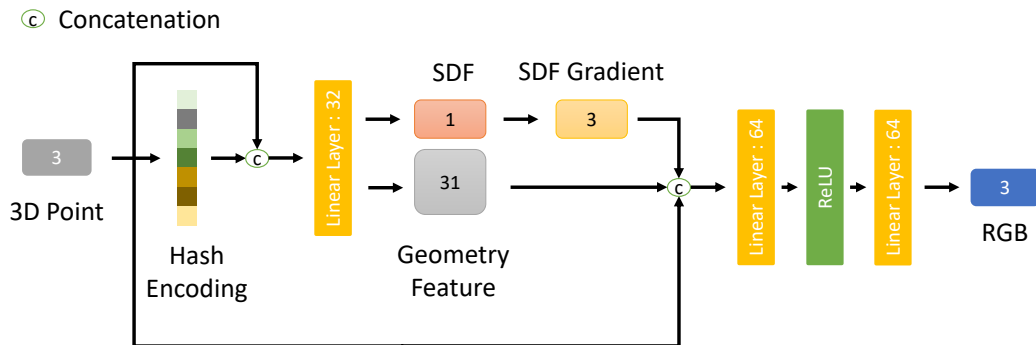 c Concatenation
SDF
SDF Gradient
3
3D Point
Hash
Encoding
c
Linear Layer : 32
1
3
31
Geometry
Feature
c
Linear Layer : 64
ReLU
Linear Layer : 64
3
RGB